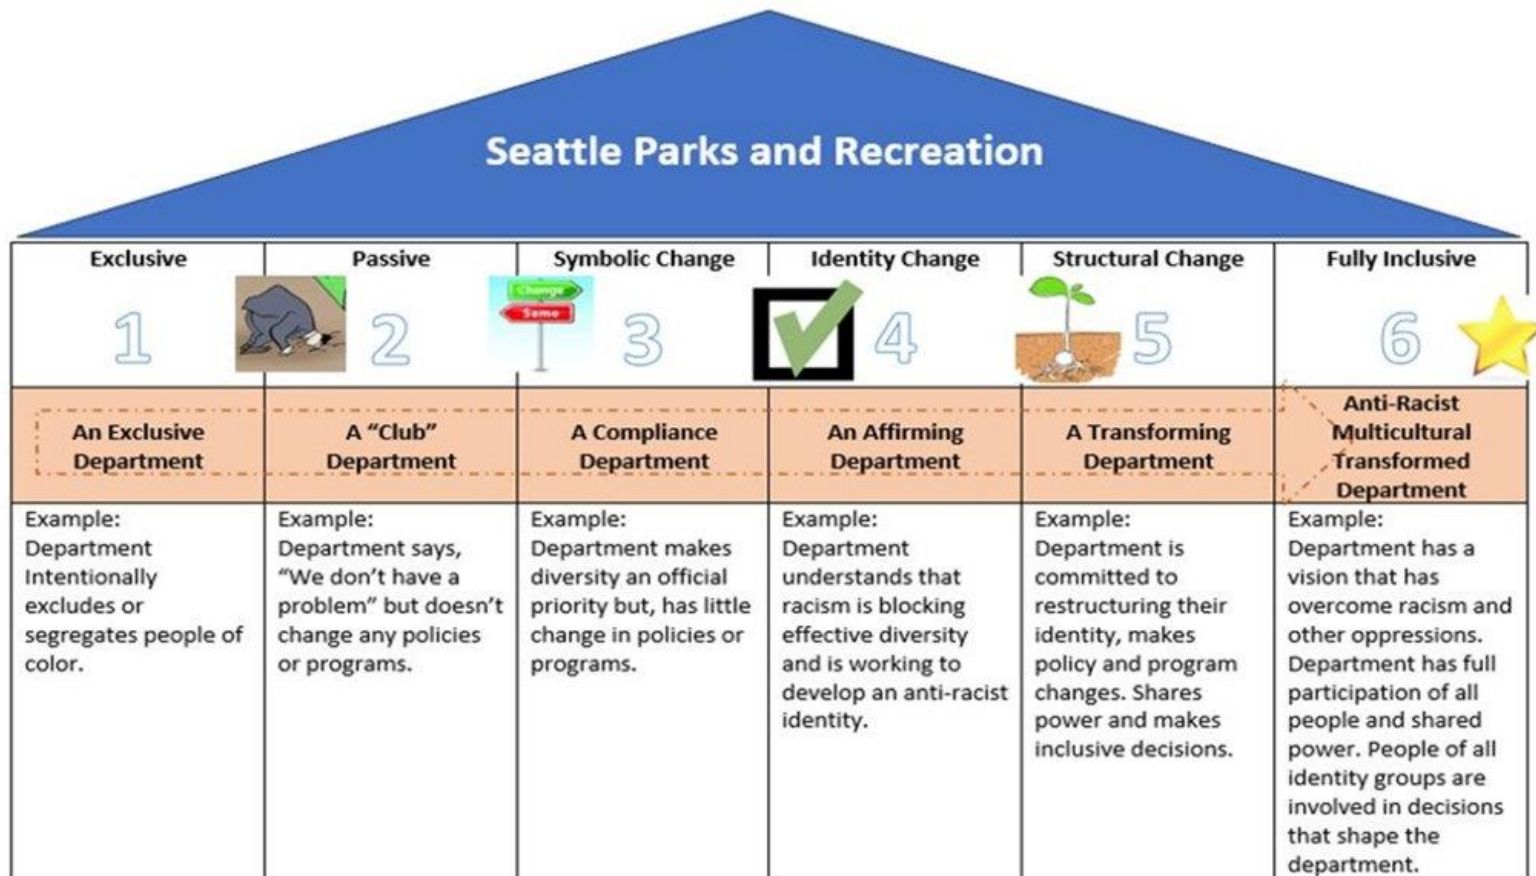 Seattle Parks and Recreation
Exclusive
Passive
Symbolic Change
Identity Change
Structural Change
Fully Inclusive
1
2
Change
Same
3
4
5
6
An Exclusive
Department
A “Club”
Department
A Compliance
Department
An Affirming
Department
A Transforming
Department
Anti-Racist
Multicultural
Transformed
Department
Example:
Department
Intentionally
excludes or
segregates people of
color.
Example:
Department says,
“We don’t have a
problem” but doesn’t
change any policies
or programs.
Example:
Department makes
diversity an official
priority but, has little
change in policies or
programs.
Example:
Department
understands that
racism is blocking
effective diversity
and is working to
develop an anti-racist
identity.
Example:
Department is
committed to
restructuring their
identity, makes
policy and program
changes. Shares
power and makes
inclusive decisions.
Example:
Department has a
vision that has
overcome racism and
other oppressions.
Department has full
participation of all
people and shared
power. People of all
identity groups are
involved in decisions
that shape the
department.